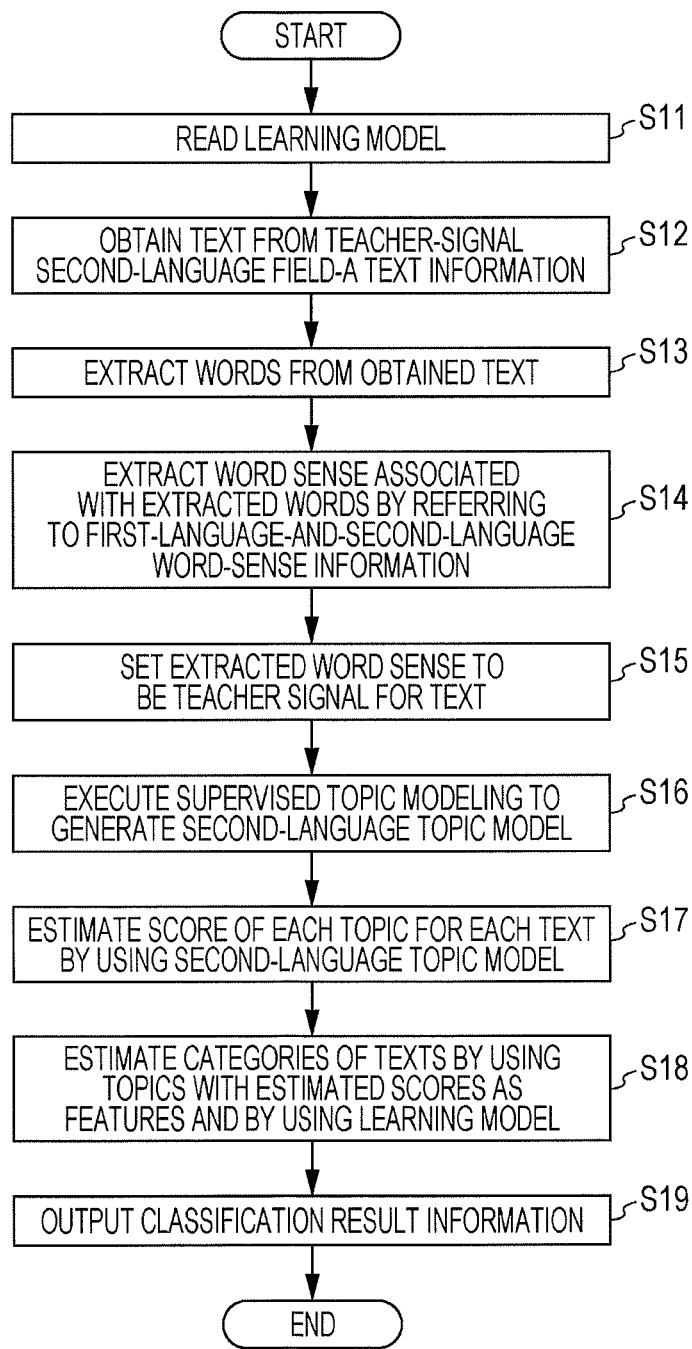 START
READ LEARNING MODEL
S11
OBTAIN TEXT FROM TEACHER-SIGNAL
SECOND-LANGUAGE FIELD-A TEXT INFORMATION
S12
EXTRACT WORDS FROM OBTAINED TEXT
S13
EXTRACT WORD SENSE ASSOCIATED
WITH EXTRACTED WORDS BY REFERRING
TO FIRST-LANGUAGE-AND-SECOND-LANGUAGE
WORD-SENSE INFORMATION
S14
SET EXTRACTED WORD SENSE TO
BE TEACHER SIGNAL FOR TEXT
S15
EXECUTE SUPERVISED TOPIC MODELING TO
GENERATE SECOND-LANGUAGE TOPIC MODEL
S16
ESTIMATE SCORE OF EACH TOPIC FOR EACH TEXT
BY USING SECOND-LANGUAGE TOPIC MODEL
S17
ESTIMATE CATEGORIES OF TEXTS BY USING
TOPICS WITH ESTIMATED SCORES AS
FEATURES AND BY USING LEARNING MODEL
S18
OUTPUT CLASSIFICATION RESULT INFORMATION
S19
END